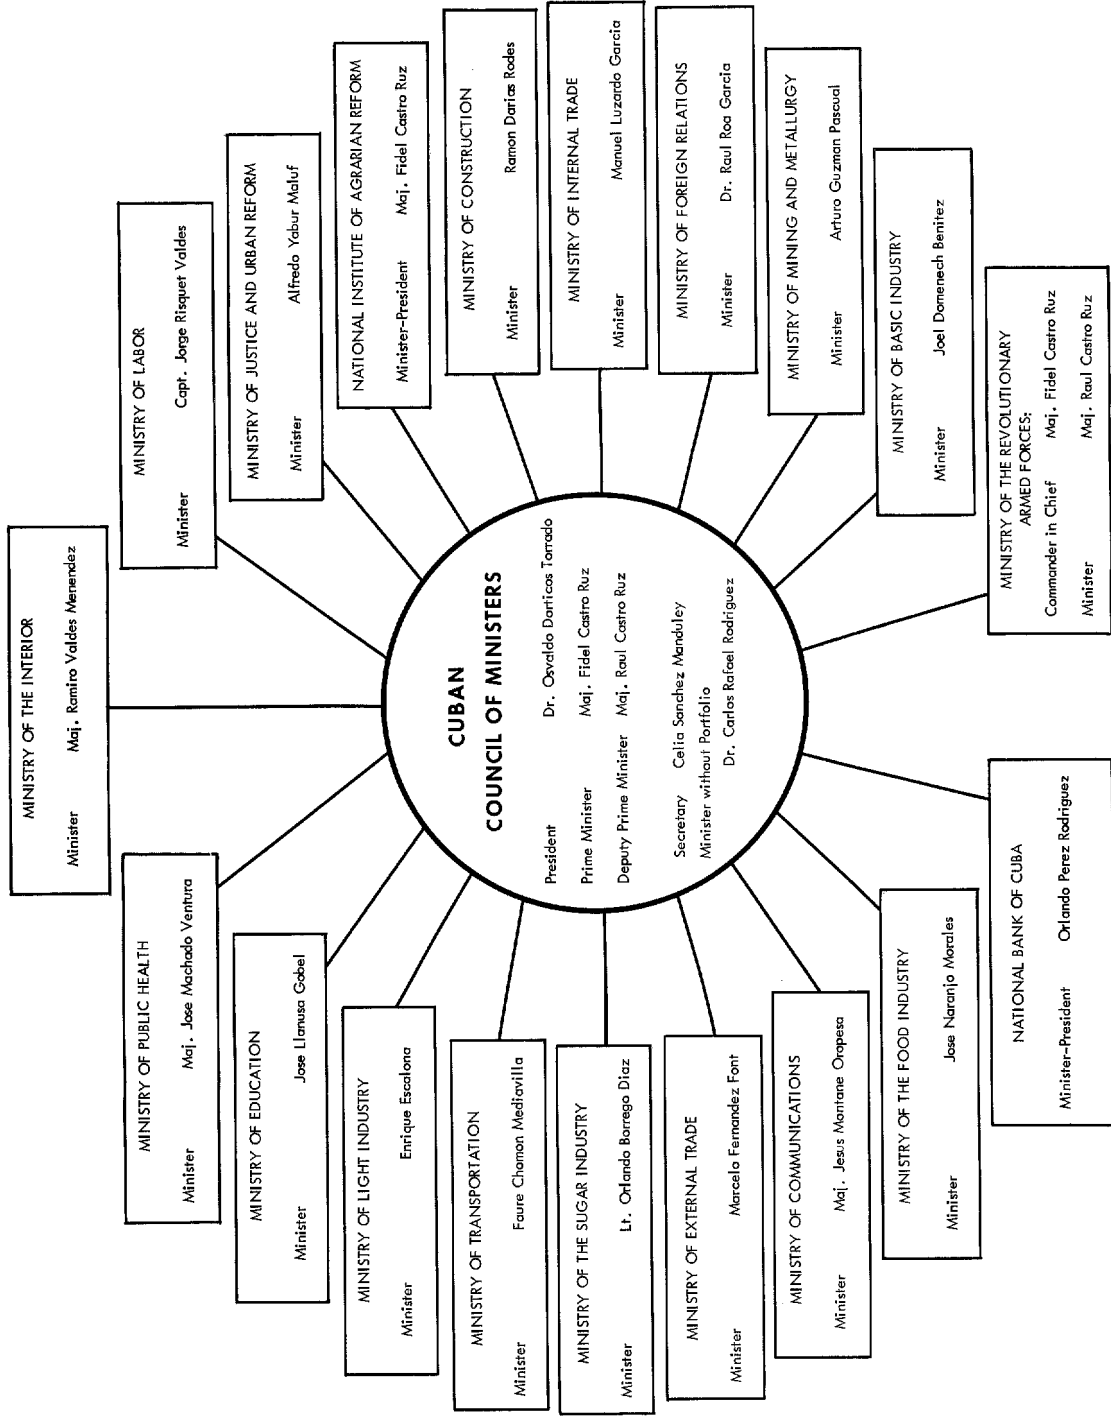 CUBAN
COUNCIL OF MINISTERS
President Dr. Osvaldo Dorticos Torrado
Prime Minister Maj. Fidel Castro Ruz
Deputy Prime Minister Maj. Raul Castro Ruz
Secretary Celia Sanchez Manduley
Minister without Portfolio
Dr. Carlos Rafael Rodriguez
MINISTRY OF THE INTERIOR
Minister Maj. Ramiro Valdes Menendez
MINISTRY OF LABOR
Minister Capt. Jorge Risquet Valdes
MINISTRY OF JUSTICE AND URBAN REFORM
Minister Alfredo Yabur Maluf
NATIONAL INSTITUTE OF AGRARIAN REFORM
Minister-President Maj. Fidel Castro Ruz
MINISTRY OF CONSTRUCTION
Minister Ramon Darias Rodes
MINISTRY OF INTERNAL TRADE
Minister Manuel Luzardo Garcia
MINISTRY OF FOREIGN RELATIONS
Minister Dr. Raul Roa Garcia
MINISTRY OF MINING AND METALLURGY
Minister Arturo Guzman Pascual
MINISTRY OF BASIC INDUSTRY
Minister Joel Domenech Benitez
MINISTRY OF THE REVOLUTIONARY
ARMED FORCES:
Commander in Chief Maj. Fidel Castro Ruz
Minister Maj. Raul Castro Ruz
MINISTRY OF PUBLIC HEALTH
Minister Maj. Jose Machado Ventura
MINISTRY OF EDUCATION
Minister Jose Llanusa Gobel
MINISTRY OF LIGHT INDUSTRY
Minister Enrique Escalona
MINISTRY OF TRANSPORTATION
Minister Faure Chomon Mediavilla
MINISTRY OF THE SUGAR INDUSTRY
Minister Lt. Orlando Borrego Diaz
MINISTRY OF EXTERNAL TRADE
Minister Marcelo Fernandez Font
MINISTRY OF COMMUNICATIONS
Minister Maj. Jesus Montane Oropesa
MINISTRY OF THE FOOD INDUSTRY
Minister Jose Naranjo Morales
NATIONAL BANK OF CUBA
Minister-President Orlando Perez Rodriguez